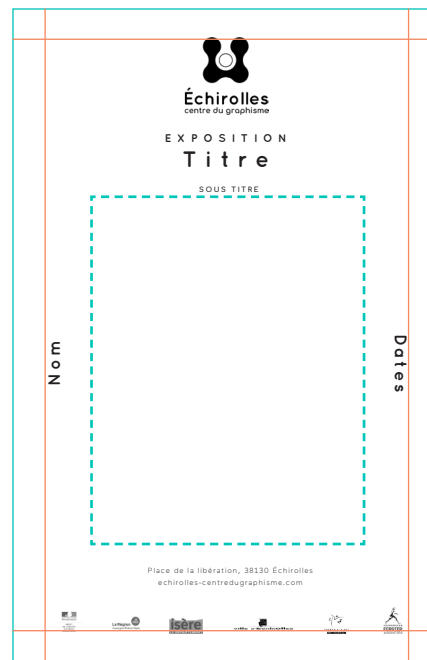 Échirolles
centre du graphisme
EXPOSITION
Titre
SOUS TITRE
Nom
Dates
Place de la libération, 38130 Échirolles
echirolles-centredugraphisme.com
La Région
isère